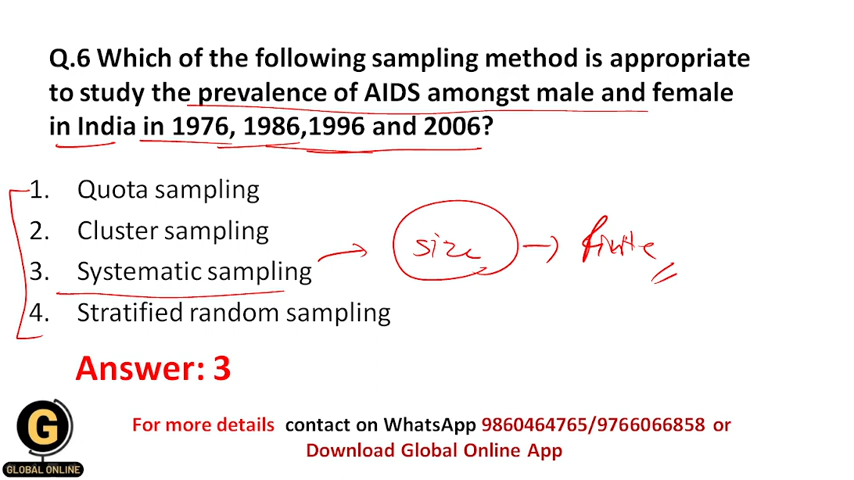 Q.6 Which of the following sampling method is appropriate
to study the prevalence of AIDS amongst male and female
in India in 1976, 1986,1996 and 2006?
1. Quota sampling
2. Cluster sampling
3. Systematic sampling
4. Stratified random sampling
size finite
Answer: 3
G
GLOBAL ONLINE
For more details contact on WhatsApp 9860464765/9766066858 or
Download Global Online App